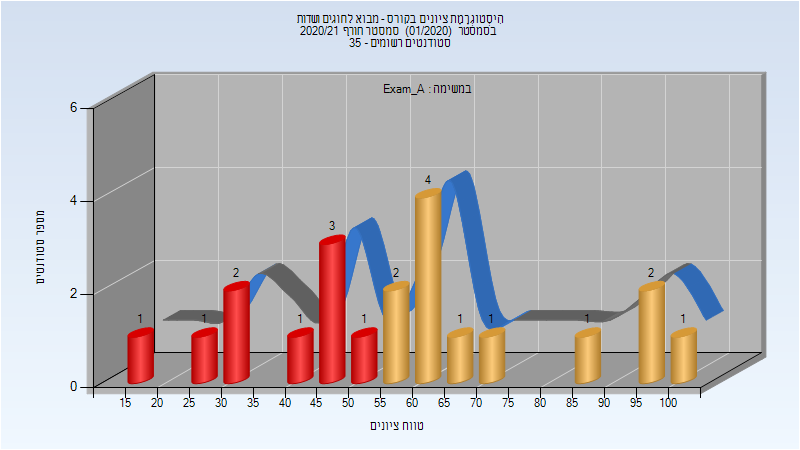 היסטוגרמת ציונים בקורס - מבוא לחוגים ושדות
בסמסטר (01/2020) סמסטר חורף 2020/21
סטודנטים רשומים - 35
במשימה : Exam_A
מספר סטודנטים
6
4
2
0
1 1 2 1 3 1 2 4 1 1 1 2 1
15 20 25 30 35 40 45 50 55 60 65 70 75 80 85 90 95 100
טווח ציונים